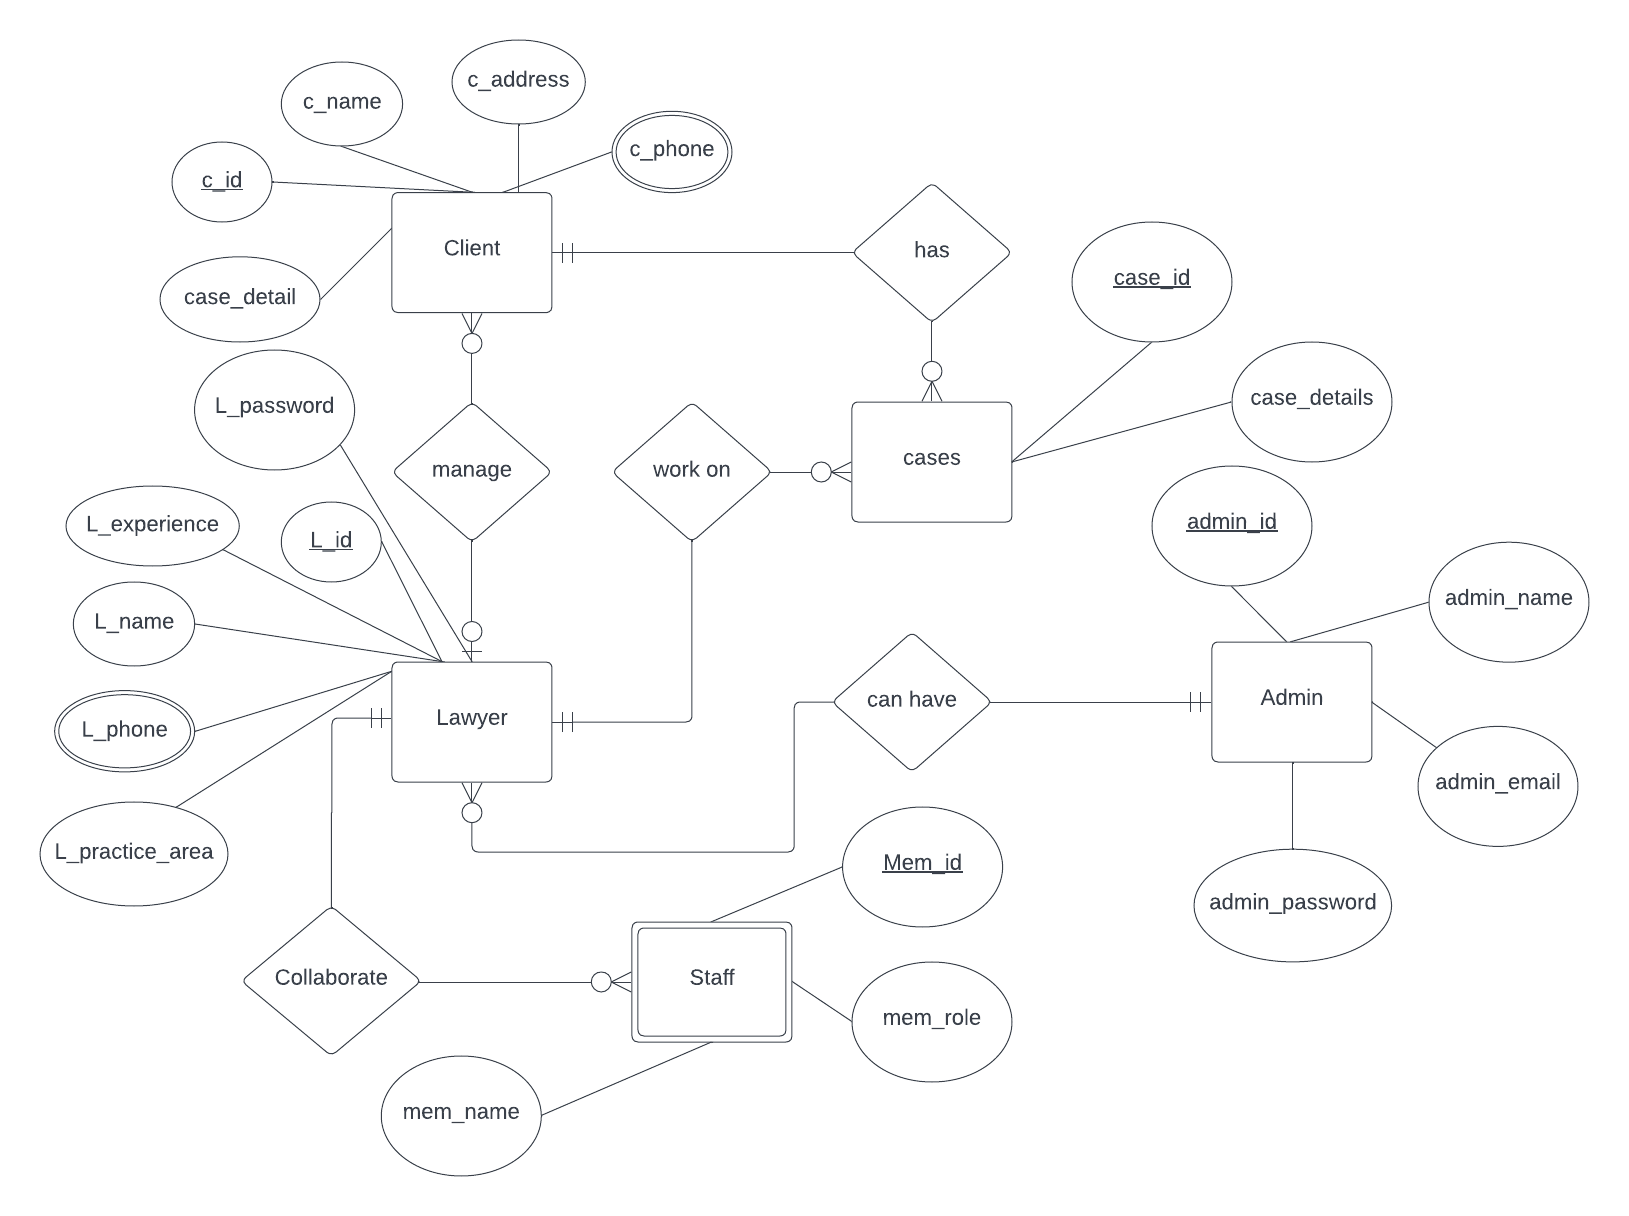 c_address
c_name
c_phone
c_id
Client
has
case_id
case_detail
L_password
case_details
manage
work on
cases
L_experience
L_id
admin_id
L_name
admin_name
L_phone
Lawyer
can have
Admin
admin_email
L_practice_area
Mem_id
admin_password
Collaborate
Staff
mem_role
mem_name